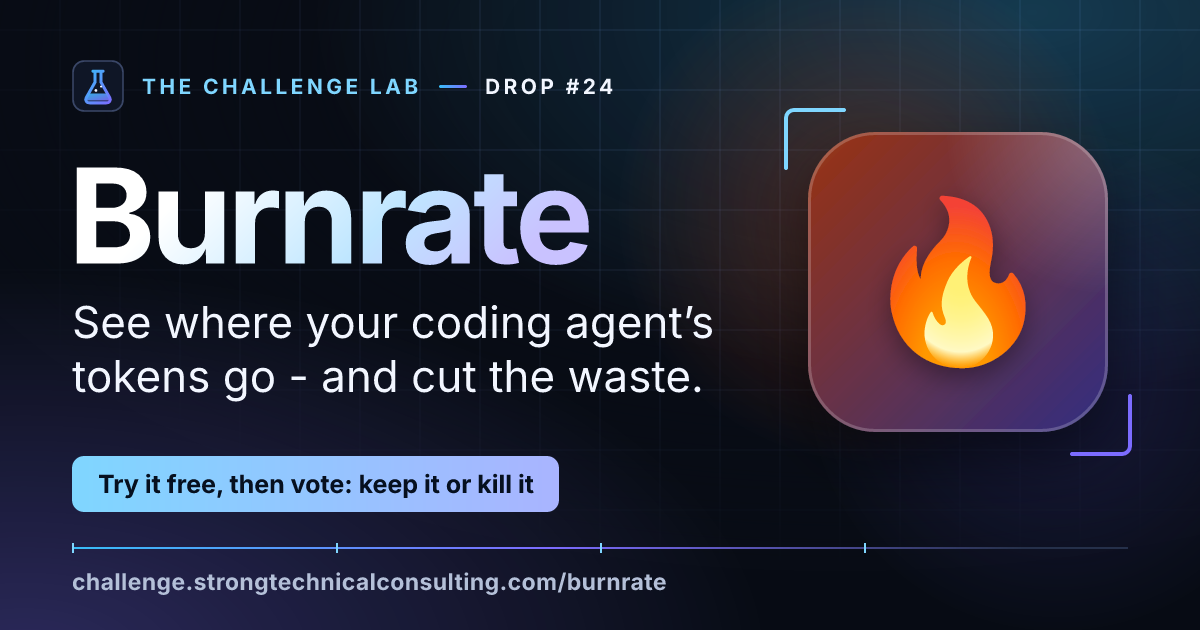 THE CHALLENGE LAB — DROP #24
Burnrate
See where your coding agent’s
tokens go - and cut the waste.
Try it free, then vote: keep it or kill it
challenge.strongtechnicalconsulting.com/burnrate